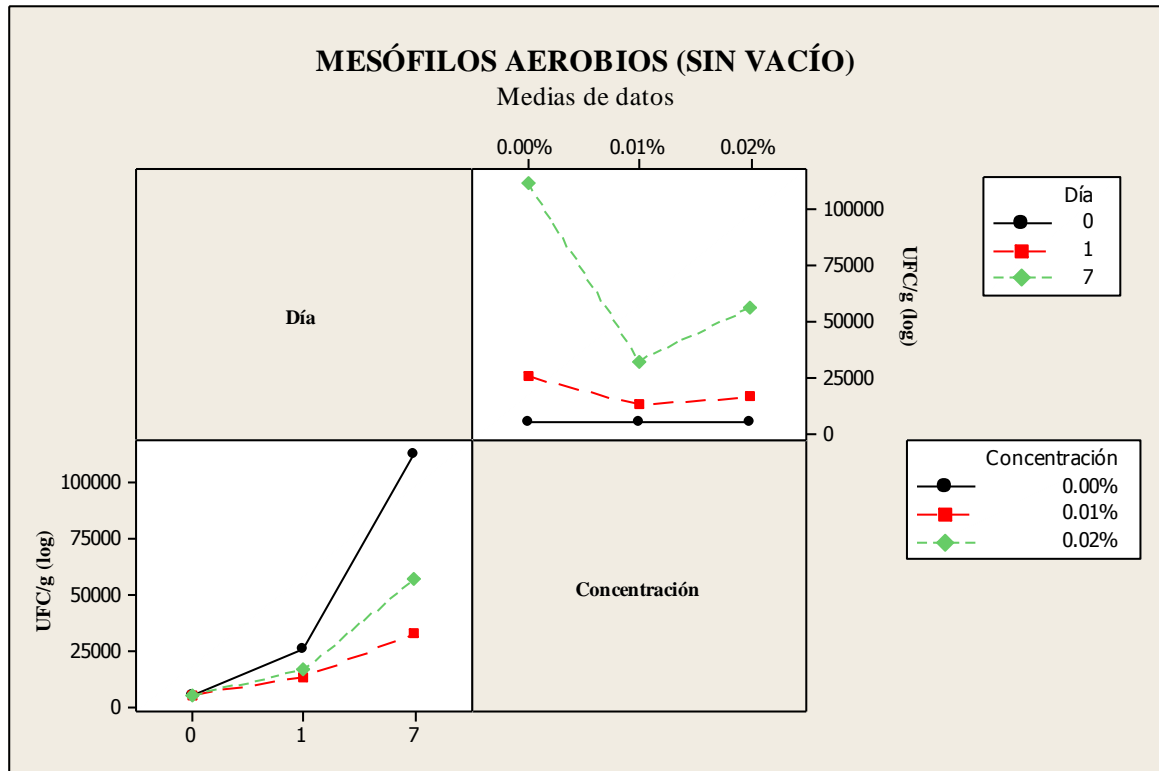 MESÓFILOS AEROBIOS (SIN VACÍO)
Medias de datos
0.00% 0.01% 0.02%
Día
100000
75000
50000
25000
0
UFC/g (log)
Día
0
1
7
UFC/g (log)
100000
75000
50000
25000
0
0 1 7
Concentración
Concentración
0.00%
0.01%
0.02%